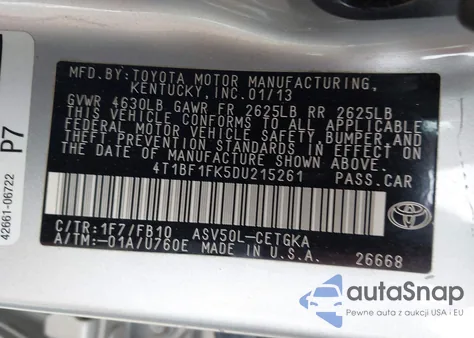 MFD.BY:TOYOTA MOTOR MANUFACTURING,
KENTUCKY,INC.01/13
GVWR 4630LB GAWR FR 2625LB RR 2625LB
THIS VEHICLE CONFORMS TO ALL APPLICABLE
FEDERAL MOTOR VEHICLE SAFETY,BUMPER,AND
THEFT PREVENTION STANDARDS IN EFFECT ON
THE DATE OF MANUFACTURE SHOWN ABOVE.
4T1BF1FK5DU215261 PASS.CAR
C/TR:1F7/FB10 ASV50L-CETGKA
A/TM:-01A/U760E MADE IN U.S.A.
26668
TOYOTA
42661-06722
P7
autoSnap
Pewne auta z aukcji USA i EU